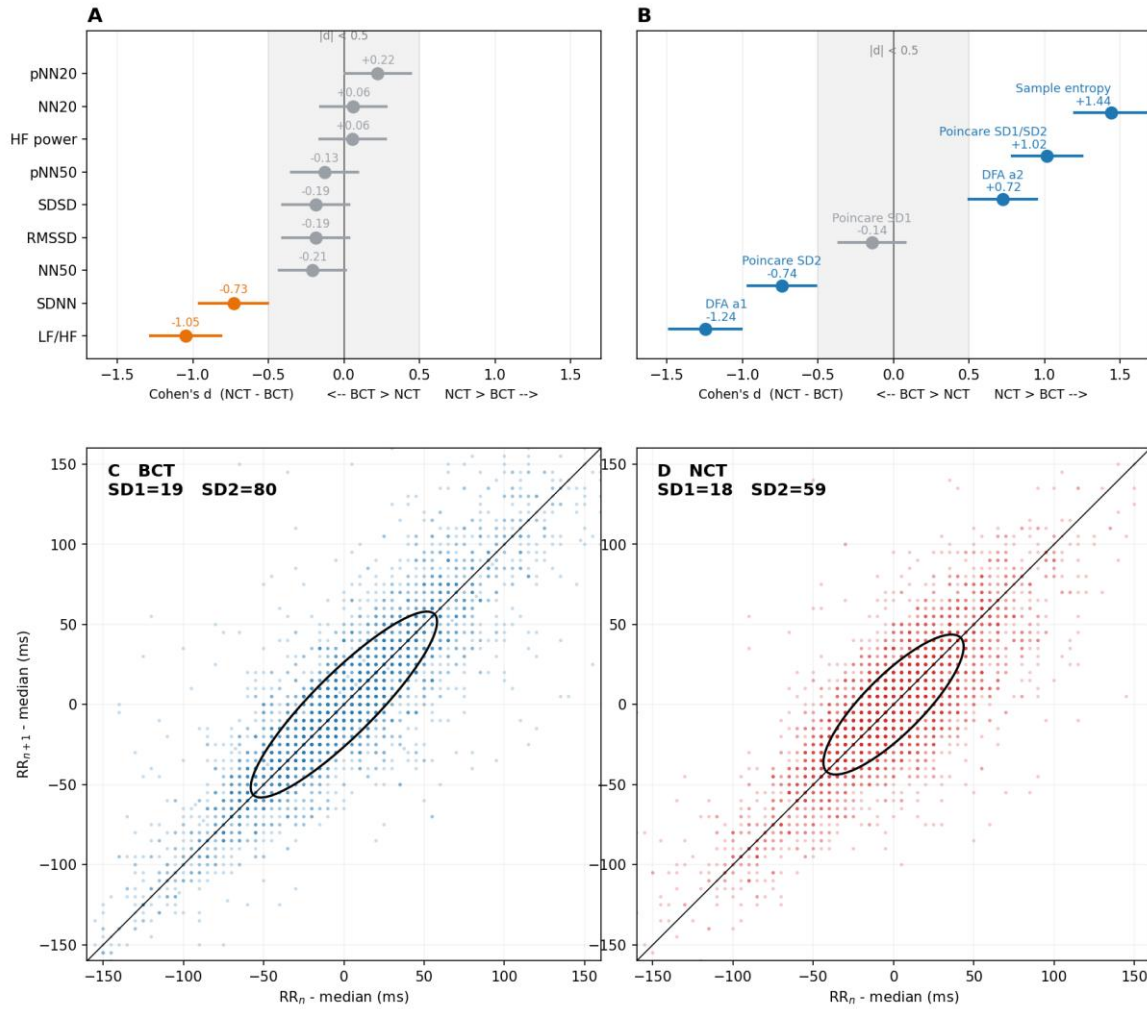 A
|d| < 0.5
pNN20
+0.22
NN20
+0.06
HF power
+0.06
pNN50
-0.13
SDSD
-0.19
RMSSD
-0.19
NN50
-0.21
SDNN
-0.73
LF/HF
-1.05
−1.5 −1.0 −0.5 0.0 0.5 1.0 1.5
Cohen's d (NCT - BCT) <-- BCT > NCT NCT > BCT -->
B
|d| < 0.5
Sample entropy
+1.44
Poincare SD1/SD2
+1.02
DFA a2
+0.72
Poincare SD1
-0.14
Poincare SD2
-0.74
DFA a1
-1.24
−1.5 −1.0 −0.5 0.0 0.5 1.0 1.5
Cohen's d (NCT - BCT) <-- BCT > NCT NCT > BCT -->
C BCT
SD1=19 SD2=80
150
100
50
0
−50
−100
−150
RRn+1 - median (ms)
−150 −100 −50 0 50 100 150
RRn - median (ms)
D NCT
SD1=18 SD2=59
150
100
50
0
−50
−100
−150
−150 −100 −50 0 50 100 150
RRn - median (ms)